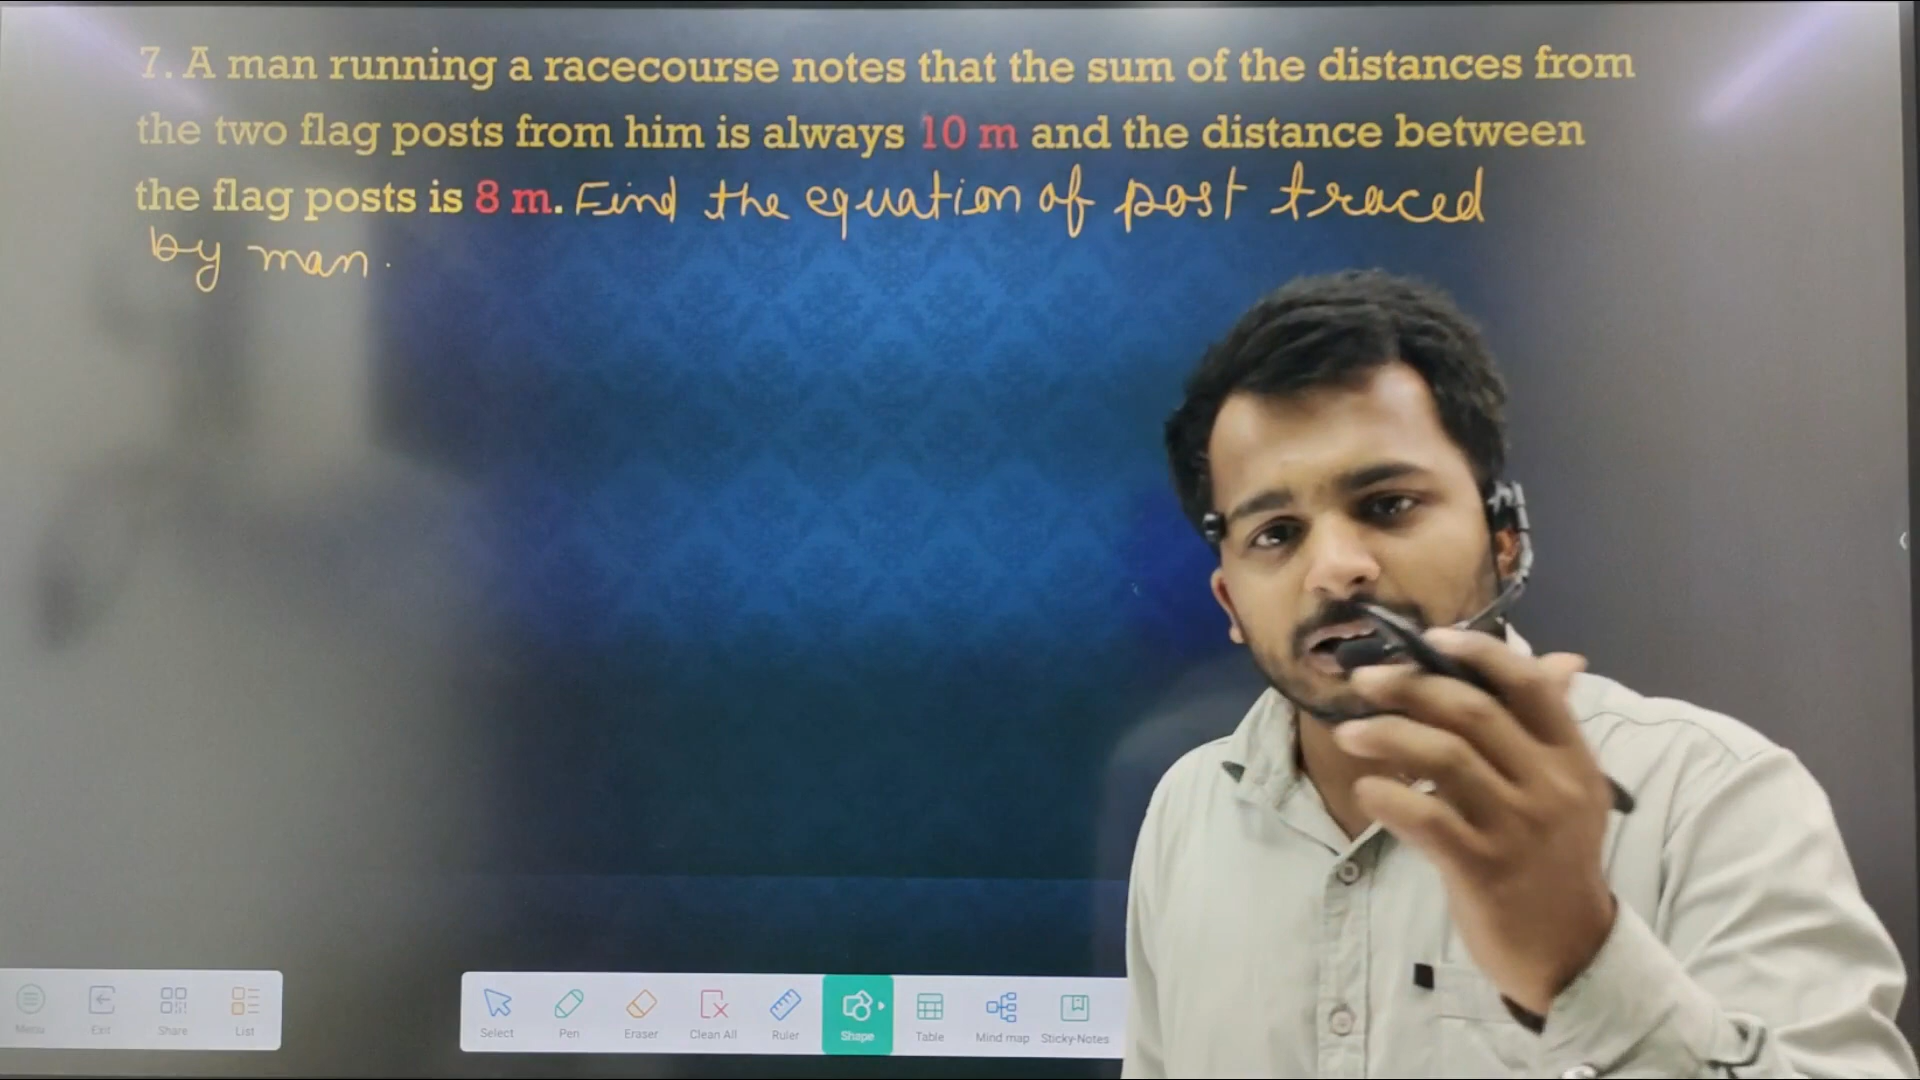 7. A man running a racecourse notes that the sum of the distances from
the two flag posts from him is always 10 m and the distance between
the flag posts is 8 m. Find the equation of post traced
by man.
Menu Exit Share List
Select Pen Eraser Clean All Ruler Shape Table Mind map Sticky-Notes